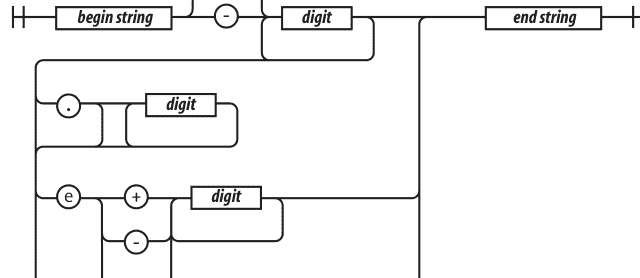 begin string - digit end string
. digit
e + digit
-